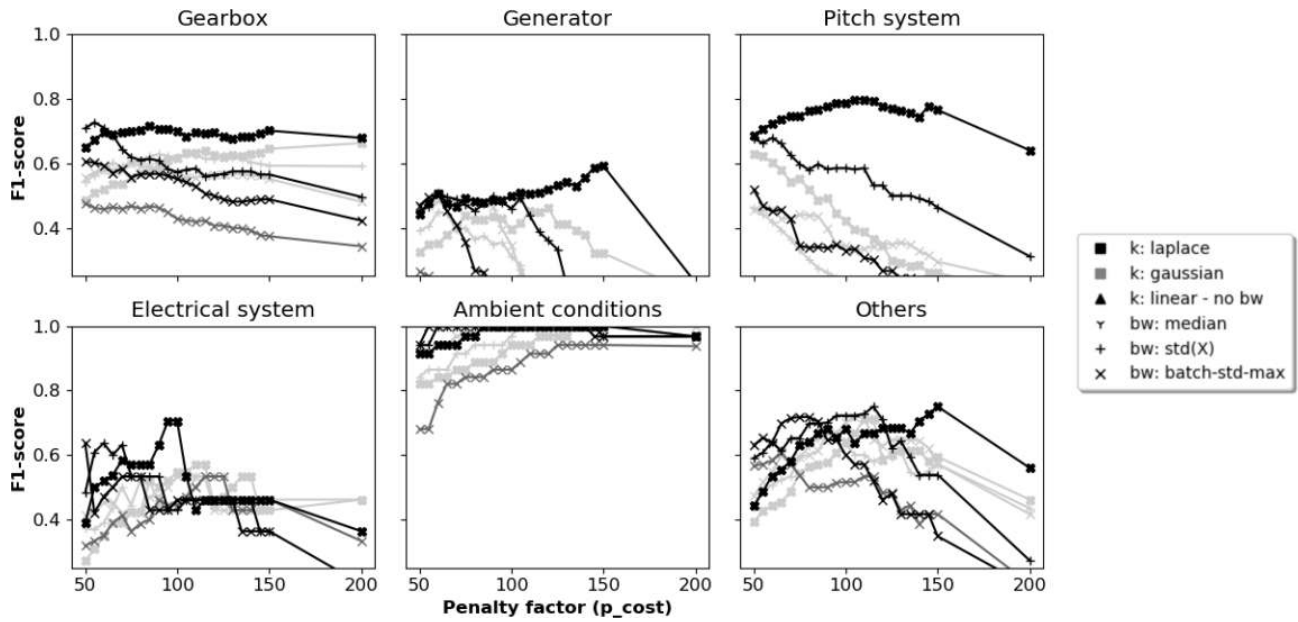 Gearbox
Generator
Pitch system
1.0
0.8
0.6
0.4
F1-score
k: laplace
k: gaussian
k: linear - no bw
bw: median
bw: std(X)
bw: batch-std-max
Electrical system
Ambient conditions
Others
1.0
0.8
0.6
0.4
F1-score
50 100 150 200
50 100 150 200
50 100 150 200
Penalty factor (p_cost)